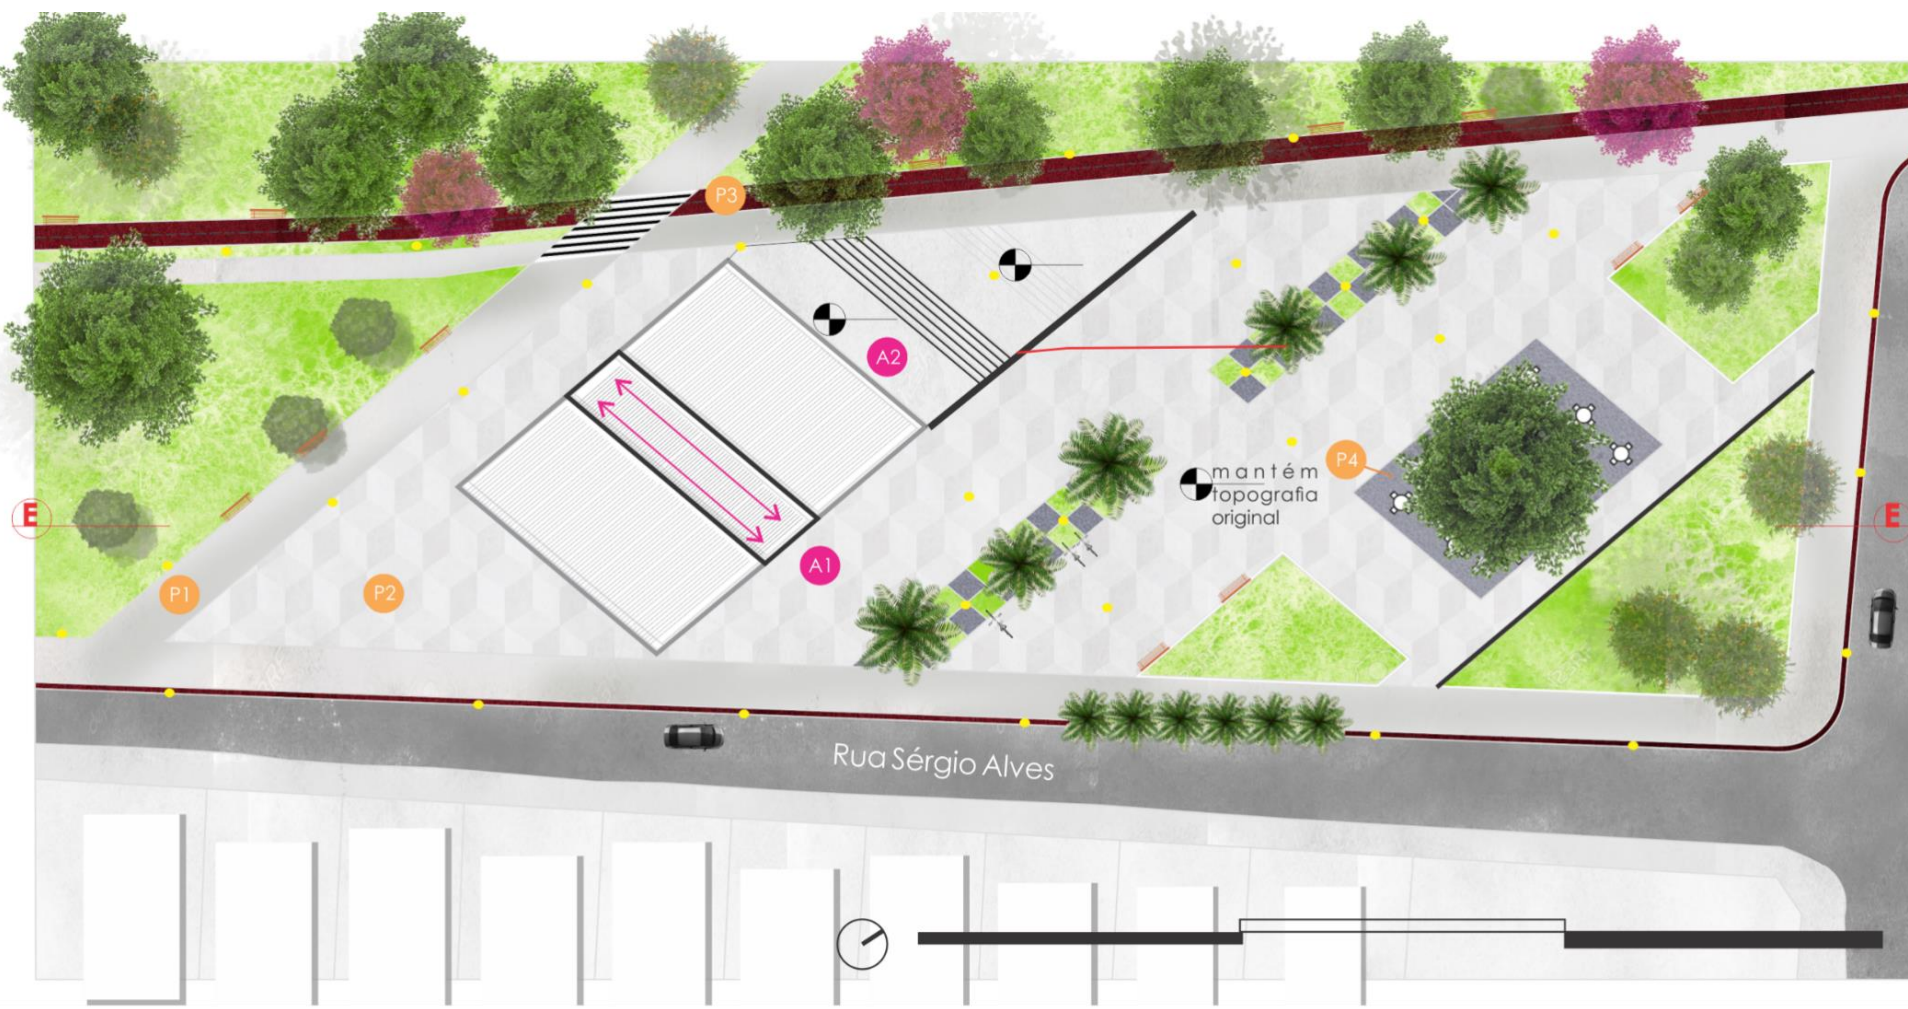 P3
A2
mantém
P4
topografia
original
E
E
A1
P1
P2
Rua Sérgio Alves